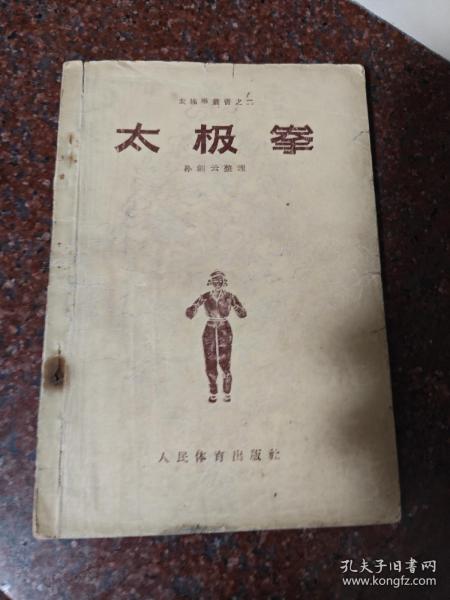 太极拳丛书之二
太极拳
孙剑云整理
人民体育出版社
孔夫子旧书网
www.kongfz.com